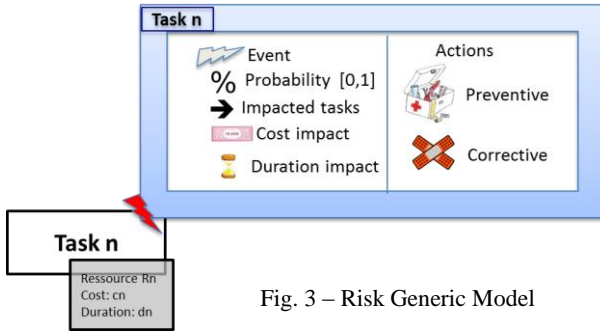 Task n
Event
% Probability [0,1]
Impacted tasks
Cost impact
Duration impact
Actions
Preventive
Corrective
Task n
Ressource Rn
Cost: cn
Duration: dn
Fig. 3 – Risk Generic Model